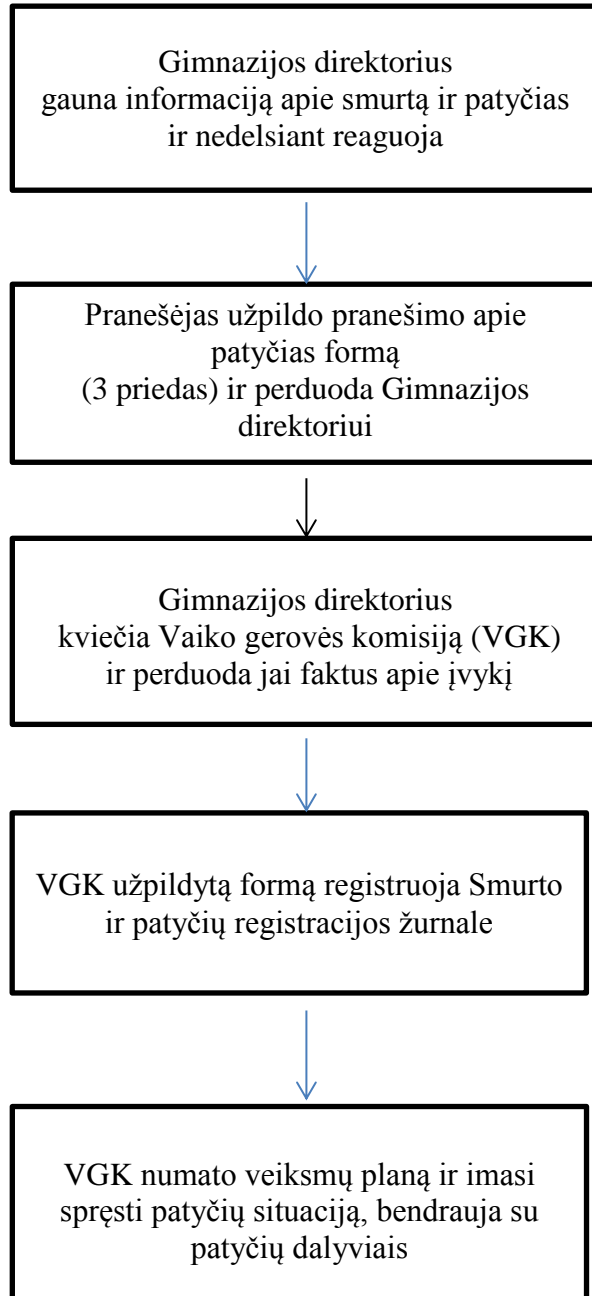 Gimnazijos direktorius
gauna informaciją apie smurtą ir patyčias
ir nedelsiant reaguoja
Pranešėjas užpildo pranešimo apie
patyčias formą
(3 priedas) ir perduoda Gimnazijos
direktoriui
Gimnazijos direktorius
kviečia Vaiko gerovės komisiją (VGK)
ir perduoda jai faktus apie įvykį
VGK užpildytą formą registruoja Smurto
ir patyčių registracijos žurnale
VGK numato veiksmų planą ir imasi
spręsti patyčių situaciją, bendrauja su
patyčių dalyviais